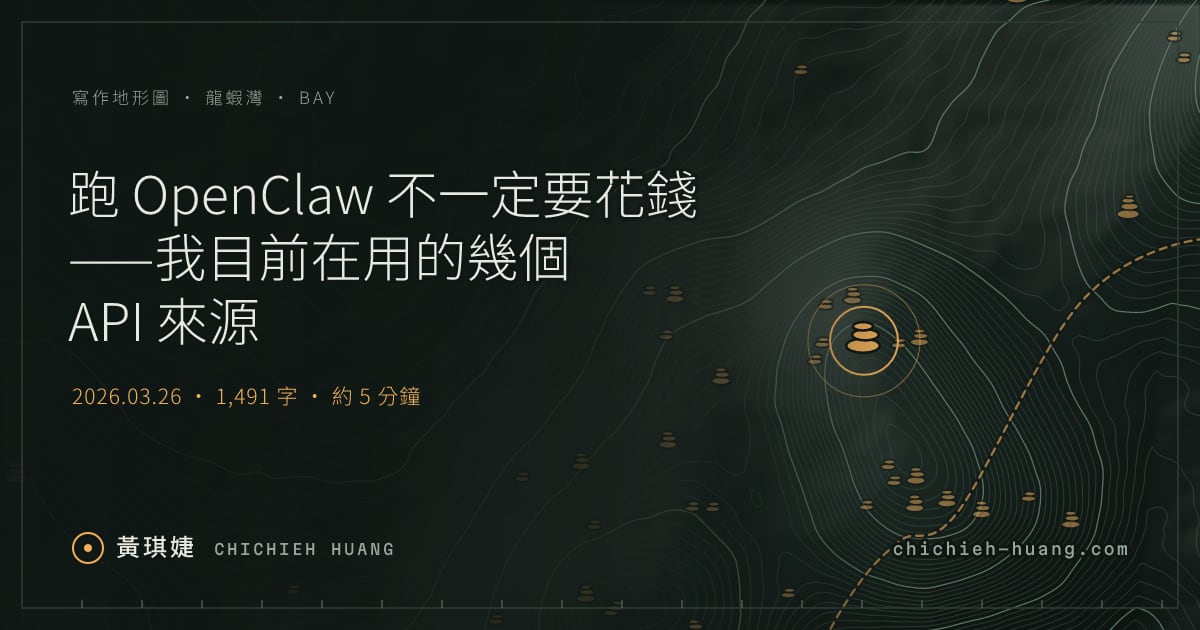 寫作地形圖 · 龍蝦灣 · BAY
跑 OpenClaw 不一定要花錢
——我目前在用的幾個
API 來源
2026.03.26 · 1,491 字 · 約 5 分鐘
黃琪婕 CHICHIEH HUANG
chichieh-huang.com